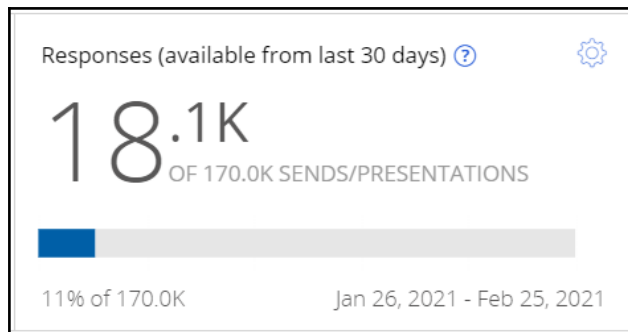 Responses (available from last 30 days) ?
18.1K
OF 170.0K SENDS/PRESENTATIONS
11% of 170.0K
Jan 26, 2021 - Feb 25, 2021